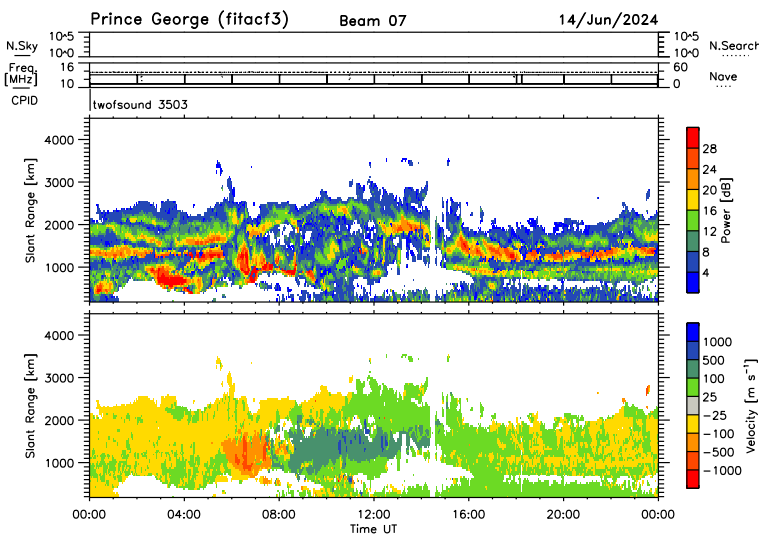 Prince George (fitacf3) Beam 07 14/Jun/2024
N.Sky 10^5 10^0 10^5 10^0 N.Search
Freq. [MHz] 16 10 60 0 Nave
CPID twofsound 3503
Slant Range [km] 4000 3000 2000 1000
Power [dB] 28 24 20 16 12 8 4
Slant Range [km] 4000 3000 2000 1000
Velocity [m s⁻¹] 1000 500 100 25 −25 −100 −500 −1000
00:00 04:00 08:00 12:00 16:00 20:00 00:00
Time UT